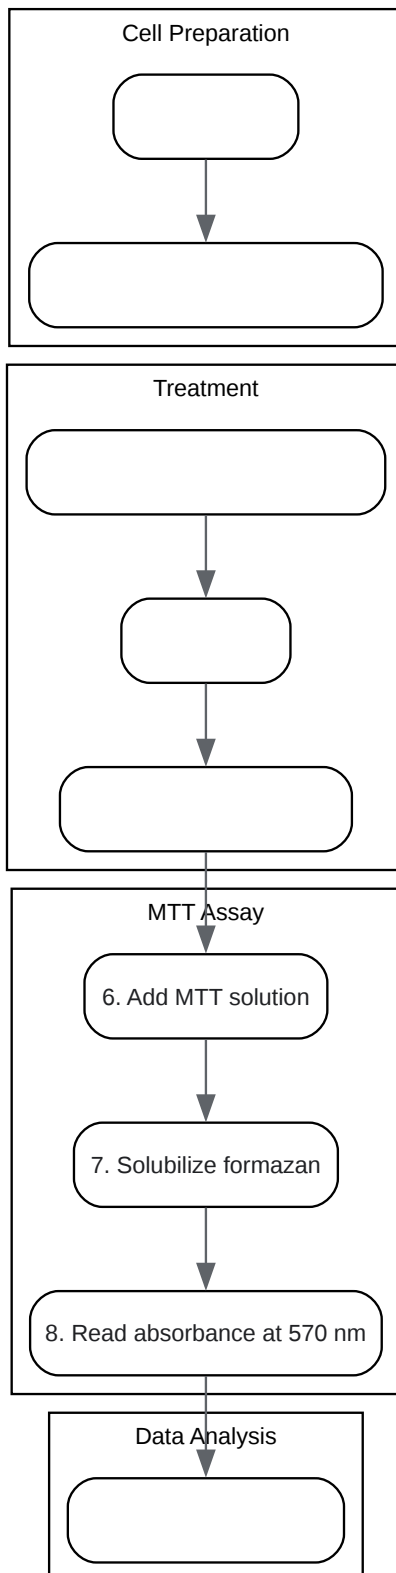 Cell Preparation
Treatment
MTT Assay
6. Add MTT solution
7. Solubilize formazan
8. Read absorbance at 570 nm
Data Analysis